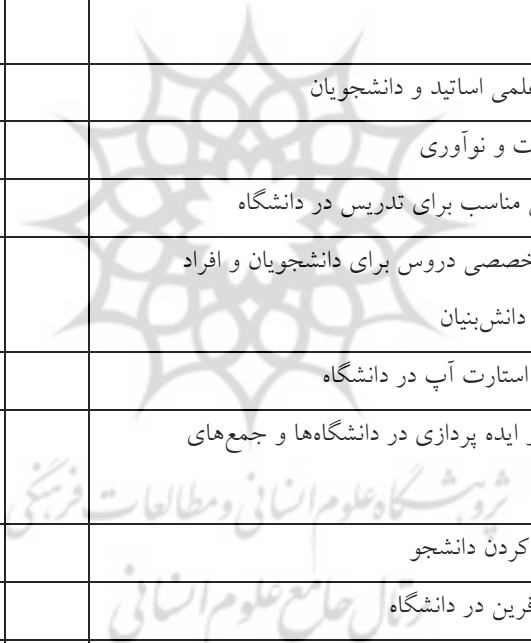 علمی اساتید و دانشجویان
ت و نوآوری
مناسب برای تدریس در دانشگاه
خصصی دروس برای دانشجویان و افراد
دانش‌بنیان
استارت آپ در دانشگاه
ر ایده پردازی در دانشگاه‌ها و جمع‌های
پژوهشگاه علوم انسانی و مطالعات فرهنگی
کردن دانشجو
فرین در دانشگاه
رتال جامع علوم انسانی